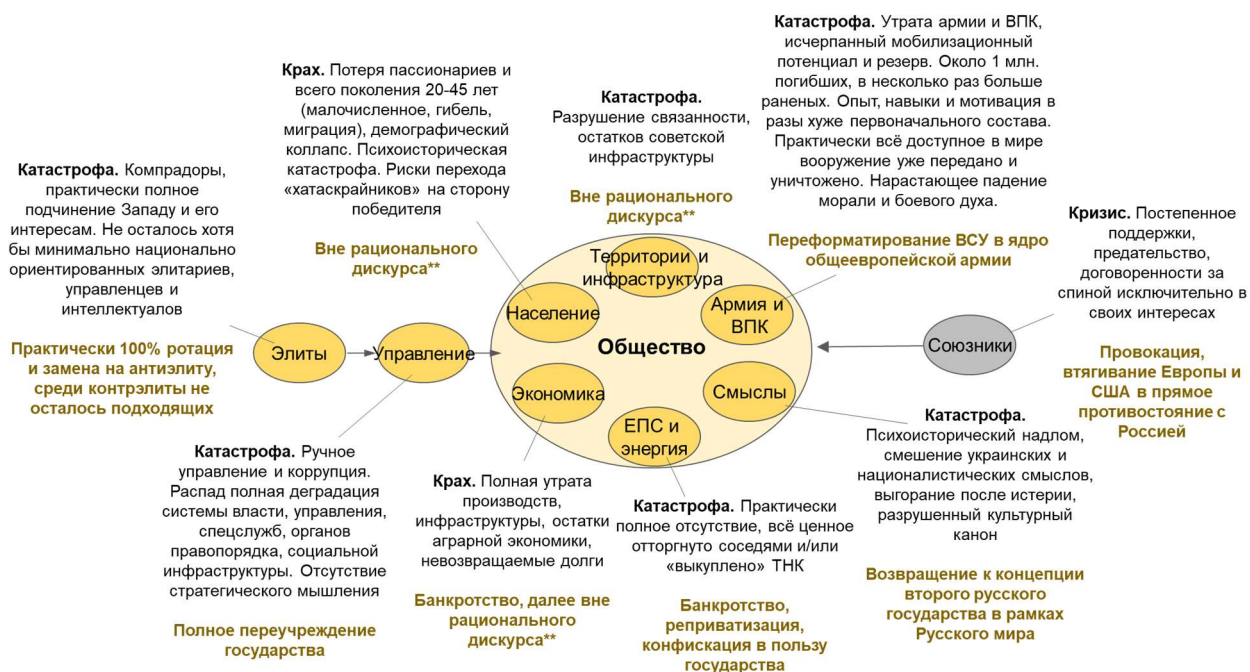 Катастрофа. Компрадоры,
практически полное
подчинение Западу и его
интересам. Не осталось хотя
бы минимально национально
ориентированных элитариев,
управленцев и
интеллектуалов
Практически 100% ротация
и замена на антиэлиту,
среди контрэлиты не
осталось подходящих
Крах. Потеря пассионариев и
всего поколения 20-45 лет
(малочисленное, гибель,
миграция), демографический
коллапс. Психоисторическая
катастрофа. Риски перехода
«хатаскрайников» на сторону
победителя
Вне рационального
дискурса**
Катастрофа.
Разрушение связанности,
остатков советской
инфраструктуры
Вне рационального
дискурса**
Катастрофа. Утрата армии и ВПК,
исчерпанный мобилизационный
потенциал и резерв. Около 1 млн.
погибших, в несколько раз больше
раненых. Опыт, навыки и мотивация в
разы хуже первоначального состава.
Практически всё доступное в мире
вооружение уже передано и
уничтожено. Нарастающее падение
морали и боевого духа.
Переформатирование ВСУ в ядро
общеевропейской армии
Кризис. Постепенное
поддержки,
предательство,
договоренности за
спиной исключительно в
своих интересах
Провокация,
втягивание Европы и
США в прямое
противостояние с
Россией
Элиты
Управление
Общество
Население
Территории и
инфраструктура
Армия и
ВПК
Экономика
ЕПС и
энергия
Смыслы
Союзники
Катастрофа. Ручное
управление и коррупция.
Распад полная деградация
системы власти, управления,
спецслужб, органов
правопорядка, социальной
инфраструктуры. Отсутствие
стратегического мышления
Полное переучреждение
государства
Крах. Полная утрата
производств,
инфраструктуры, остатки
аграрной экономики,
невозвращаемые долги
Банкротство, далее вне
рационального
дискурса**
Катастрофа. Практически
полное отсутствие, всё ценное
отторгнуто соседями и/или
«выкуплено» ТНК
Банкротство,
реприватизация,
конфискация в пользу
государства
Катастрофа.
Психоисторический надлом,
смешение украинских и
националистических смыслов,
выгорание после истерии,
разрушенный культурный
канон
Возвращение к концепции
второго русского
государства в рамках
Русского мира